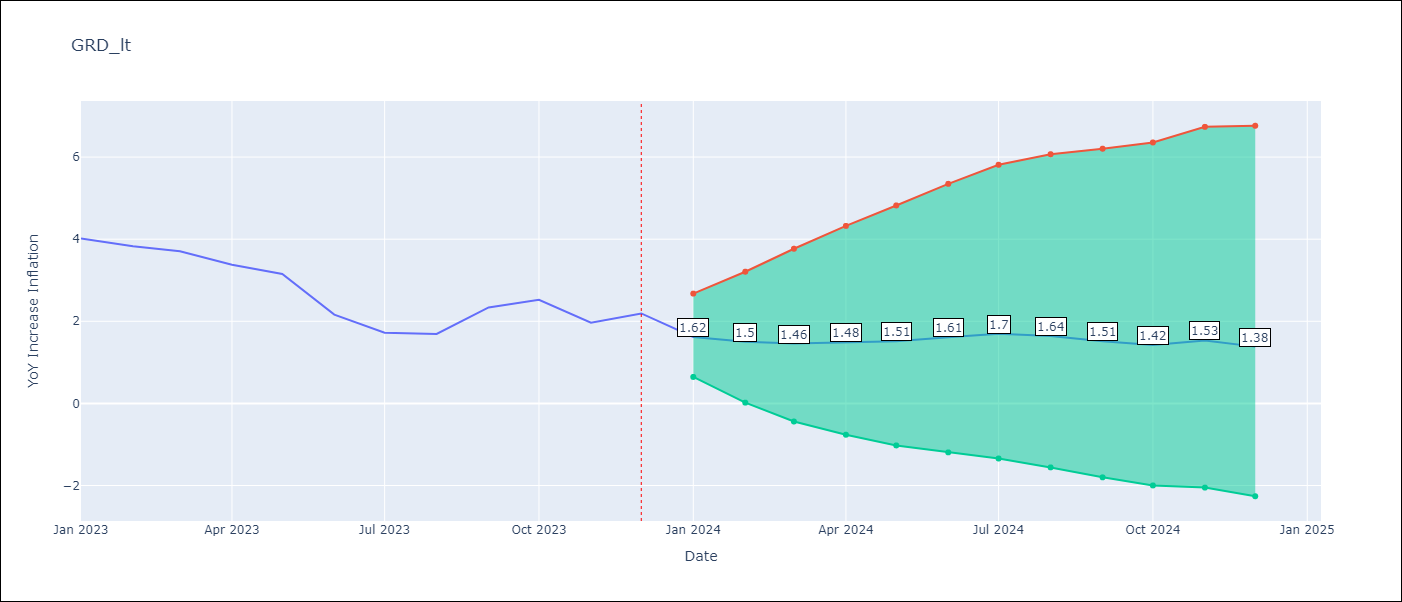 GRD_lt
YoY Increase Inflation
6
4
2
0
−2
1.62
1.5
1.46
1.48
1.51
1.61
1.7
1.64
1.51
1.42
1.53
1.38
Jan 2023
Apr 2023
Jul 2023
Oct 2023
Jan 2024
Apr 2024
Jul 2024
Oct 2024
Jan 2025
Date